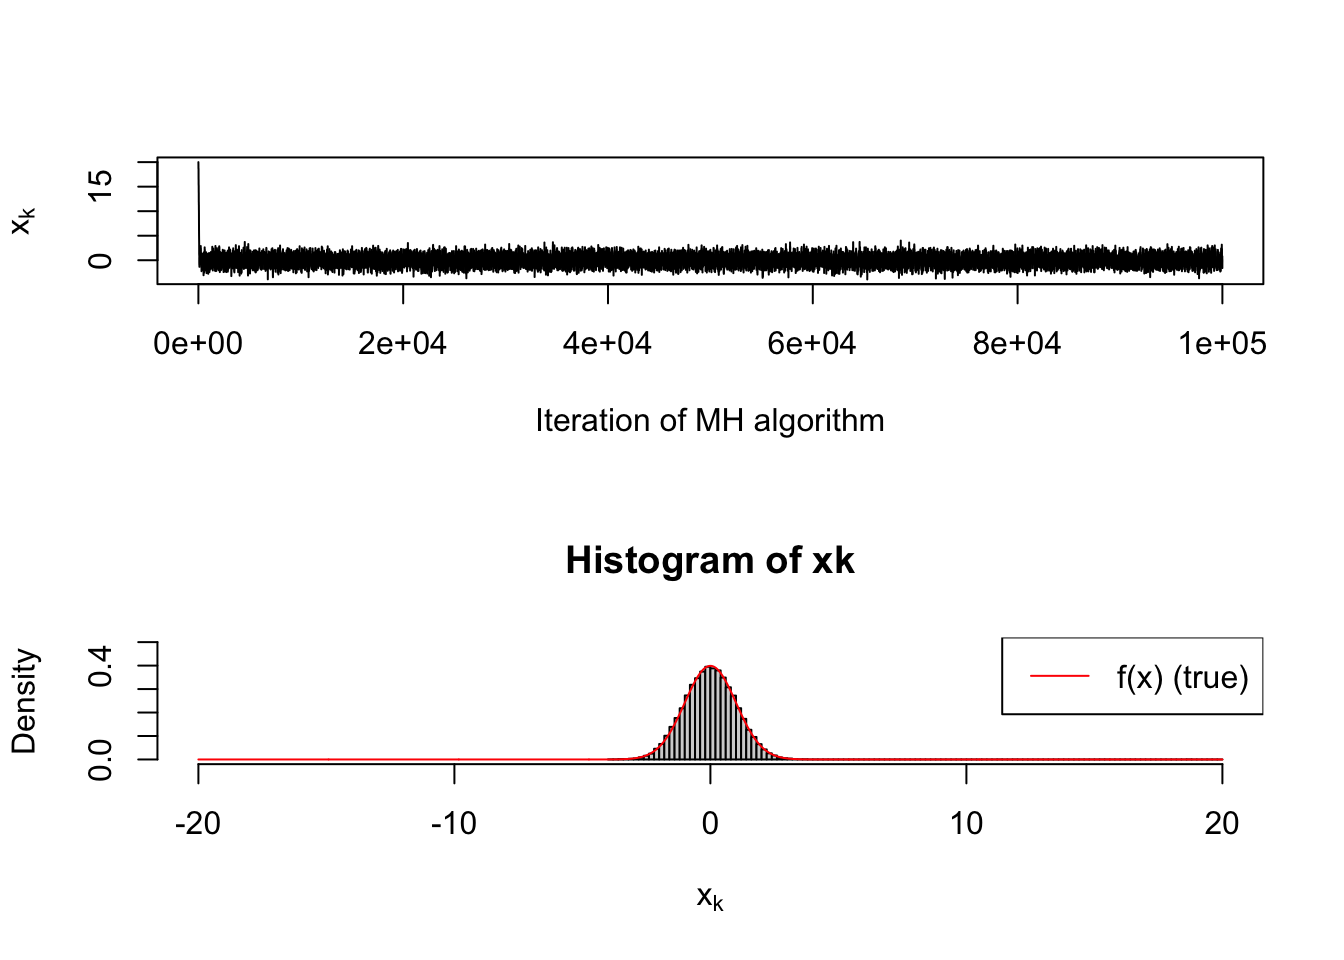 x_k
15
0
0e+00 2e+04 4e+04 6e+04 8e+04 1e+05
Iteration of MH algorithm
Histogram of xk
Density
0.4
0.0
f(x) (true)
-20 -10 0 10 20
x_k